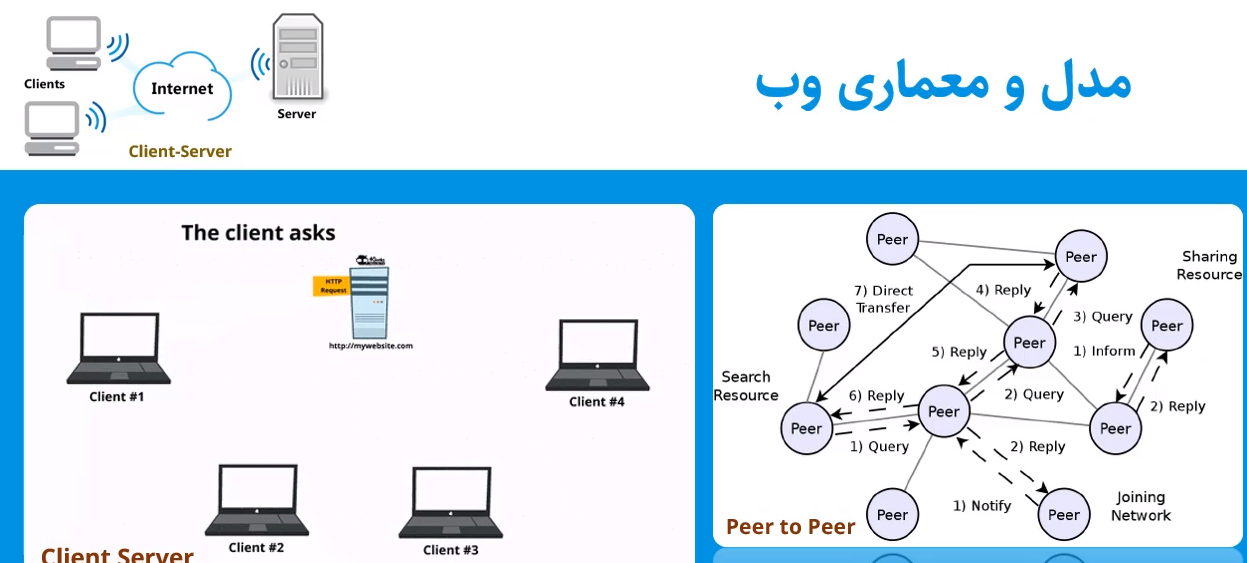 Clients
Internet
Server
Client-Server
مدل و معماری وب
The client asks
HTTP
Request
http://mywebsite.com
Client #1
Client #4
Client #2
Client #3
Client Server
Peer
Peer
Sharing
Resource
7) Direct
Transfer
4) Reply
3) Query
Peer
Peer
Peer
5) Reply
1) Inform
Search
Resource
6) Reply
2) Query
2) Reply
Peer
Peer
Peer
1) Query
2) Reply
1) Notify
Joining
Network
Peer
Peer
Peer to Peer